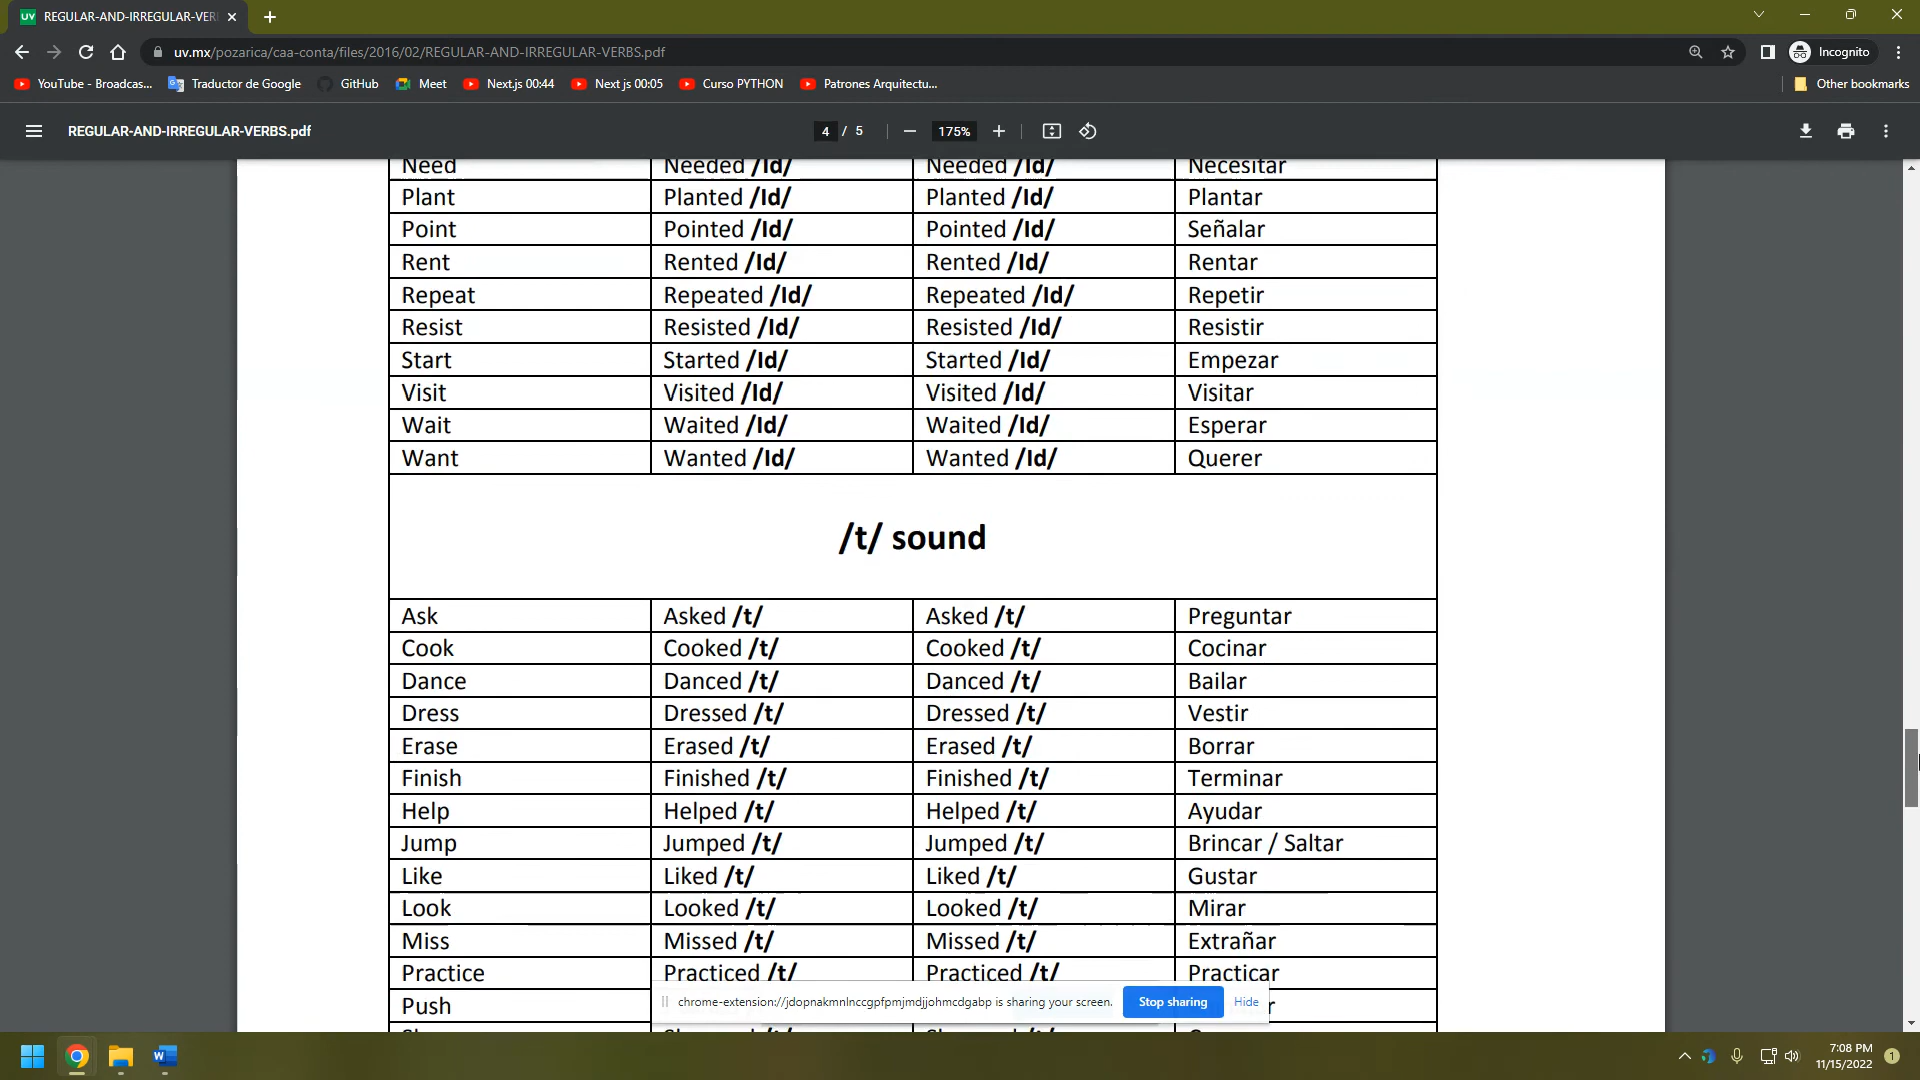 REGULAR-AND-IRREGULAR-VER
uv.mx/pozarica/caa-conta/files/2016/02/REGULAR-AND-IRREGULAR-VERBS.pdf
Incognito
YouTube - Broadcas... Traductor de Google GitHub Meet Next.js 00:44 Next js 00:05 Curso PYTHON Patrones Arquitectu... Other bookmarks
REGULAR-AND-IRREGULAR-VERBS.pdf 4 / 5 175%
Need Needed /Id/ Needed /Id/ Necesitar
Plant Planted /Id/ Planted /Id/ Plantar
Point Pointed /Id/ Pointed /Id/ Señalar
Rent Rented /Id/ Rented /Id/ Rentar
Repeat Repeated /Id/ Repeated /Id/ Repetir
Resist Resisted /Id/ Resisted /Id/ Resistir
Start Started /Id/ Started /Id/ Empezar
Visit Visited /Id/ Visited /Id/ Visitar
Wait Waited /Id/ Waited /Id/ Esperar
Want Wanted /Id/ Wanted /Id/ Querer
/t/ sound
Ask Asked /t/ Asked /t/ Preguntar
Cook Cooked /t/ Cooked /t/ Cocinar
Dance Danced /t/ Danced /t/ Bailar
Dress Dressed /t/ Dressed /t/ Vestir
Erase Erased /t/ Erased /t/ Borrar
Finish Finished /t/ Finished /t/ Terminar
Help Helped /t/ Helped /t/ Ayudar
Jump Jumped /t/ Jumped /t/ Brincar / Saltar
Like Liked /t/ Liked /t/ Gustar
Look Looked /t/ Looked /t/ Mirar
Miss Missed /t/ Missed /t/ Extrañar
Practice Practiced /t/ Practiced /t/ Practicar
Push
chrome-extension://jdopnakmnlnccgpfpmjmdjjohmcdgabp is sharing your screen. Stop sharing Hide
7:08 PM
11/15/2022
1